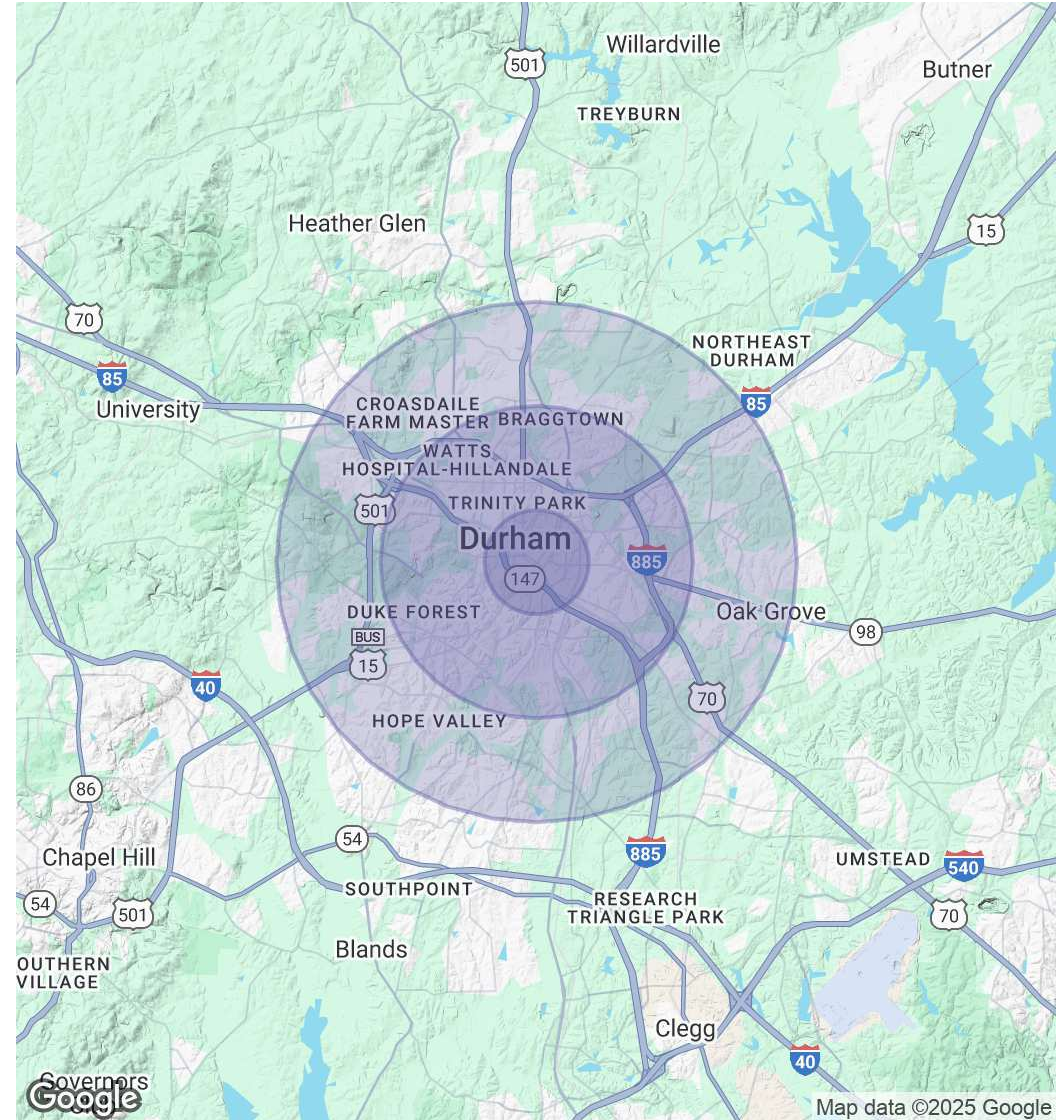 Willardville
501
Butner
TREYBURN
Heather Glen
15
70
NORTHEAST
DURHAM
85
85
University
CROASDAILE
FARM MASTER
BRAGGTOWN
WATTS
HOSPITAL-HILLANDALE
501
TRINITY PARK
Durham
885
147
DUKE FOREST
Oak Grove
98
BUS
15
40
70
HOPE VALLEY
86
54
Chapel Hill
885
UMSTEAD
540
SOUTHPOINT
54
501
RESEARCH
TRIANGLE PARK
70
Blands
OUTHERN
VILLAGE
Clegg
40
Governors
Google
Map data ©2025 Google